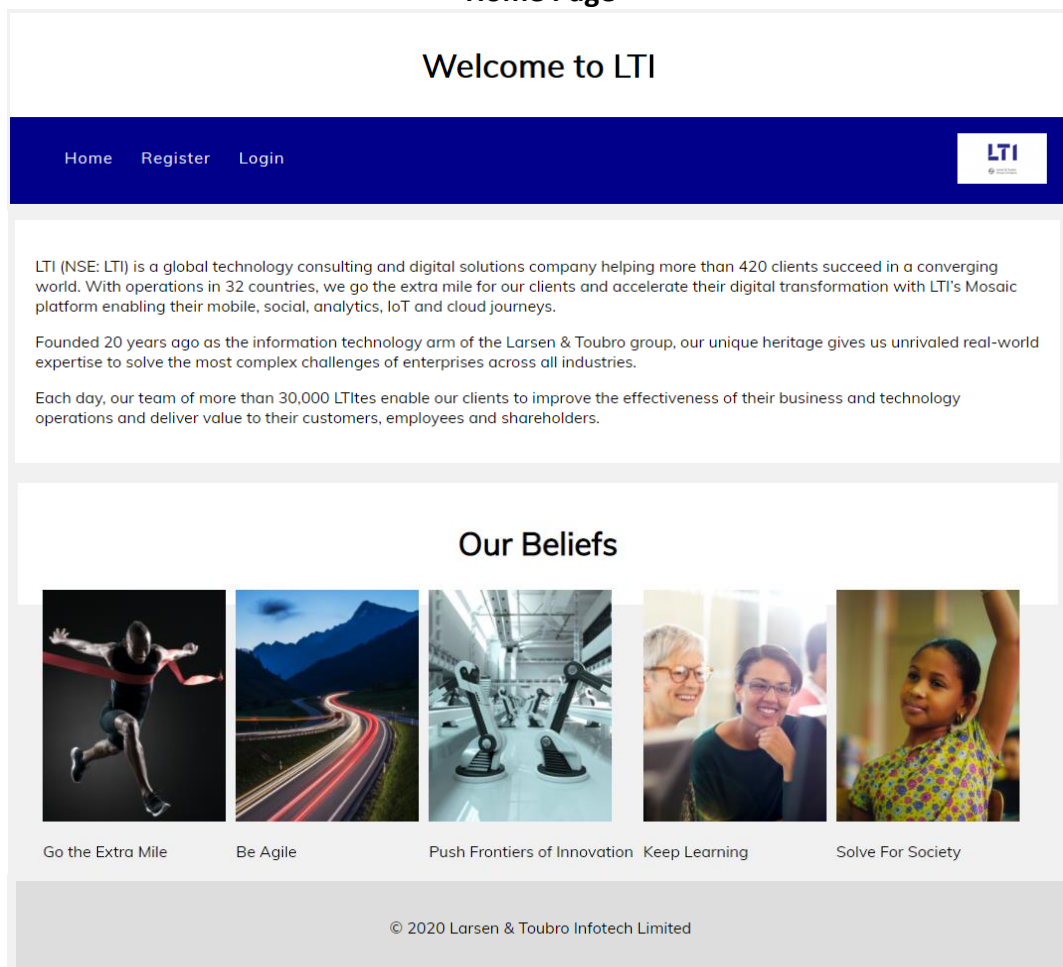 Home Page
Welcome to LTI
Home Register Login
LTI
LTI (NSE: LTI) is a global technology consulting and digital solutions company helping more than 420 clients succeed in a converging
world. With operations in 32 countries, we go the extra mile for our clients and accelerate their digital transformation with LTI's Mosaic
platform enabling their mobile, social, analytics, IoT and cloud journeys.
Founded 20 years ago as the information technology arm of the Larsen & Toubro group, our unique heritage gives us unrivaled real-world
expertise to solve the most complex challenges of enterprises across all industries.
Each day, our team of more than 30,000 LTItes enable our clients to improve the effectiveness of their business and technology
operations and deliver value to their customers, employees and shareholders.
Our Beliefs
Go the Extra Mile Be Agile Push Frontiers of Innovation Keep Learning Solve For Society
© 2020 Larsen & Toubro Infotech Limited